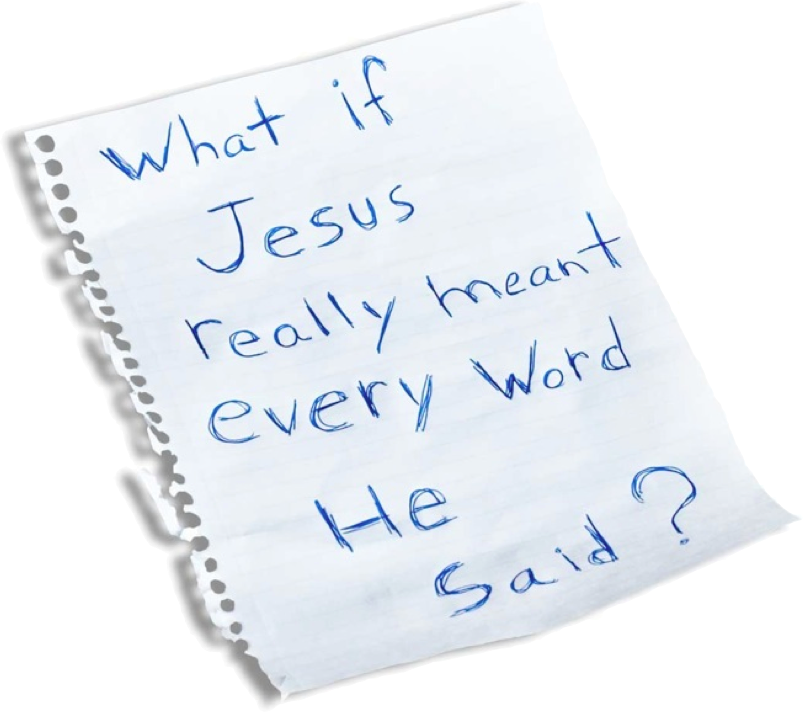 What if
Jesus
really meant
every Word
He
Said?